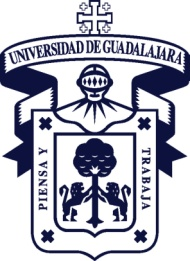 UNIVERSIDAD DE GUADALAJARA
PIENSA Y
TRABAJA